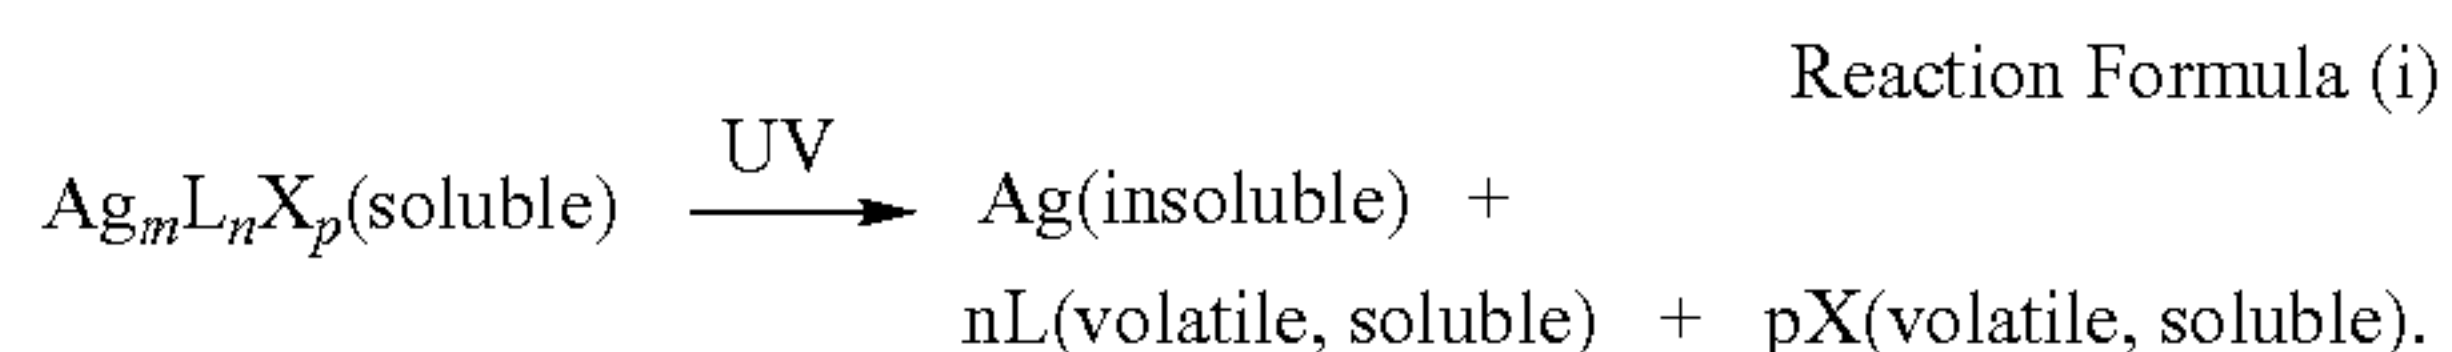 Reaction Formula (i)
UV
AgₘLₙXₚ(soluble) ⟶ Ag(insoluble) +
nL(volatile, soluble) + pX(volatile, soluble).